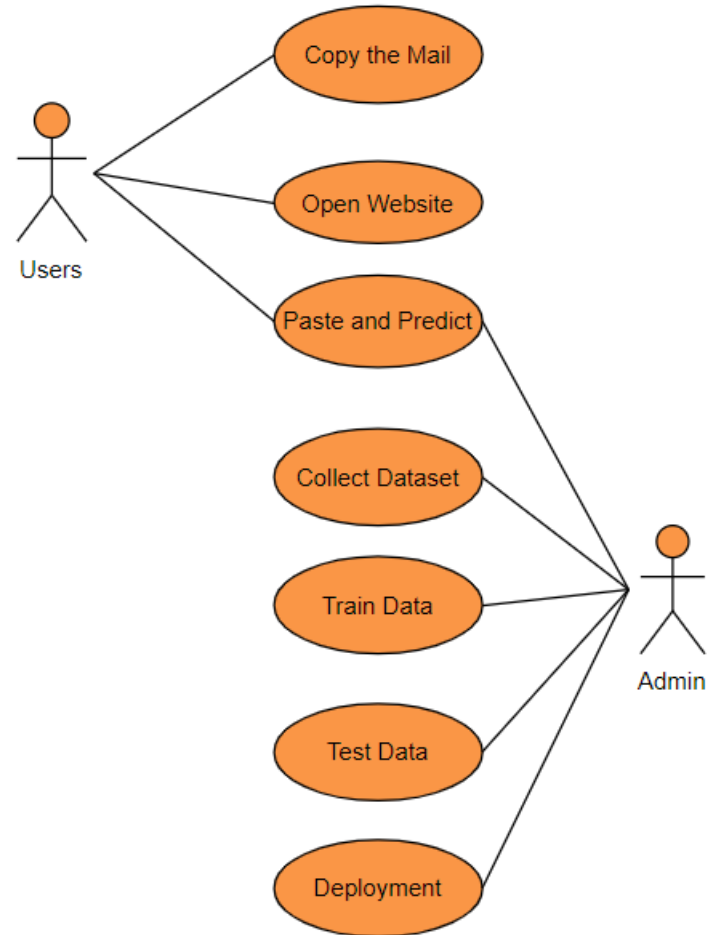 Copy the Mail
Open Website
Users
Paste and Predict
Collect Dataset
Train Data
Admin
Test Data
Deployment